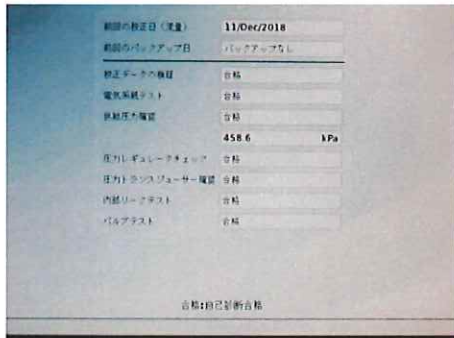 前回の校正日（流量） 11/Dec/2018
前回のバックアップ日 バックアップなし
校正データの検証 合格
電気系統テスト 合格
供給圧力確認 合格
458.6 kPa
圧力レギュレータチェック 合格
圧力トランスジューサー確認 合格
内部リークテスト 合格
バルブテスト 合格
合格:自己診断合格